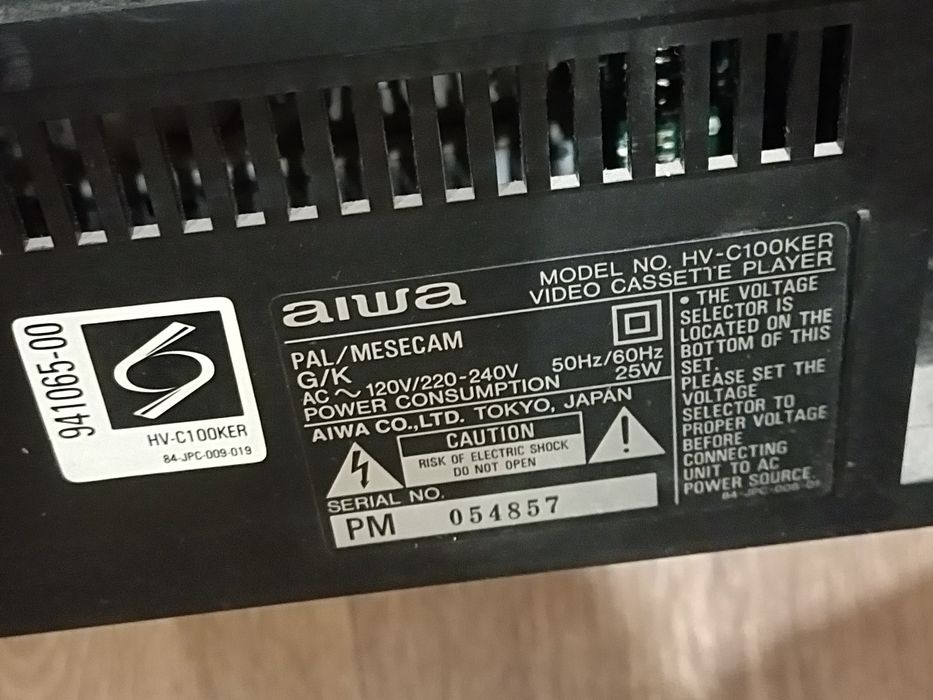 941065-00
HV-C100KER
84-JPC-009-019
aiwa
MODEL NO. HV-C100KER
VIDEO CASSETTE PLAYER
PAL/MESECAM
G/K
AC ~ 120V/220-240V 50Hz/60Hz
POWER CONSUMPTION 25W
AIWA CO.,LTD. TOKYO, JAPAN
CAUTION
RISK OF ELECTRIC SHOCK
DO NOT OPEN
!
SERIAL NO.
PM 054857
• THE VOLTAGE
SELECTOR IS
LOCATED ON THE
BOTTOM OF THIS
SET.
PLEASE SET THE
VOLTAGE
SELECTOR TO
PROPER VOLTAGE
BEFORE
CONNECTING
UNIT TO AC
POWER SOURCE.